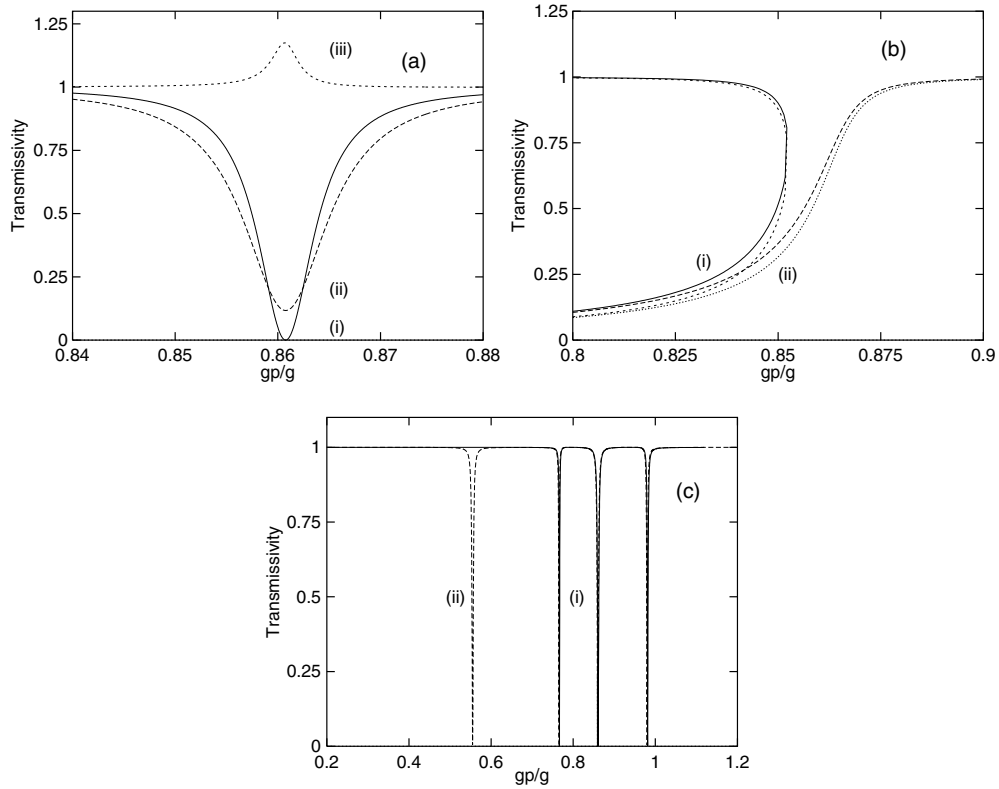 1.25
1
0.75
0.5
0.25
0
Transmissivity
(iii)
(a)
(ii)
(i)
0.84
0.85
0.86
0.87
0.88
gp/g
1.25
1
0.75
0.5
0.25
0
Transmissivity
(b)
(i)
(ii)
0.8
0.825
0.85
0.875
0.9
gp/g
1
0.75
0.5
0.25
0
Transmissivity
(c)
(ii)
(i)
0.2
0.4
0.6
0.8
1
1.2
gp/g